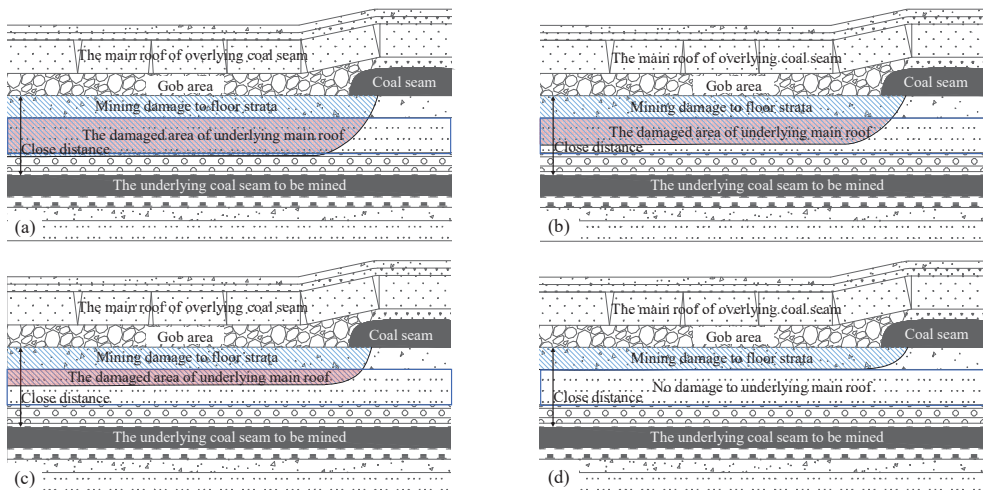 The main roof of overlying coal seam
Gob area
Coal seam
Mining damage to floor strata
The damaged area of underlying main roof
Close distance
The underlying coal seam to be mined
(a)
The main roof of overlying coal seam
Gob area
Coal seam
Mining damage to floor strata
The damaged area of underlying main roof
Close distance
The underlying coal seam to be mined
(b)
The main roof of overlying coal seam
Gob area
Coal seam
Mining damage to floor strata
The damaged area of underlying main roof
Close distance
The underlying coal seam to be mined
(c)
The main roof of overlying coal seam
Gob area
Coal seam
Mining damage to floor strata
No damage to underlying main roof
Close distance
The underlying coal seam to be mined
(d)